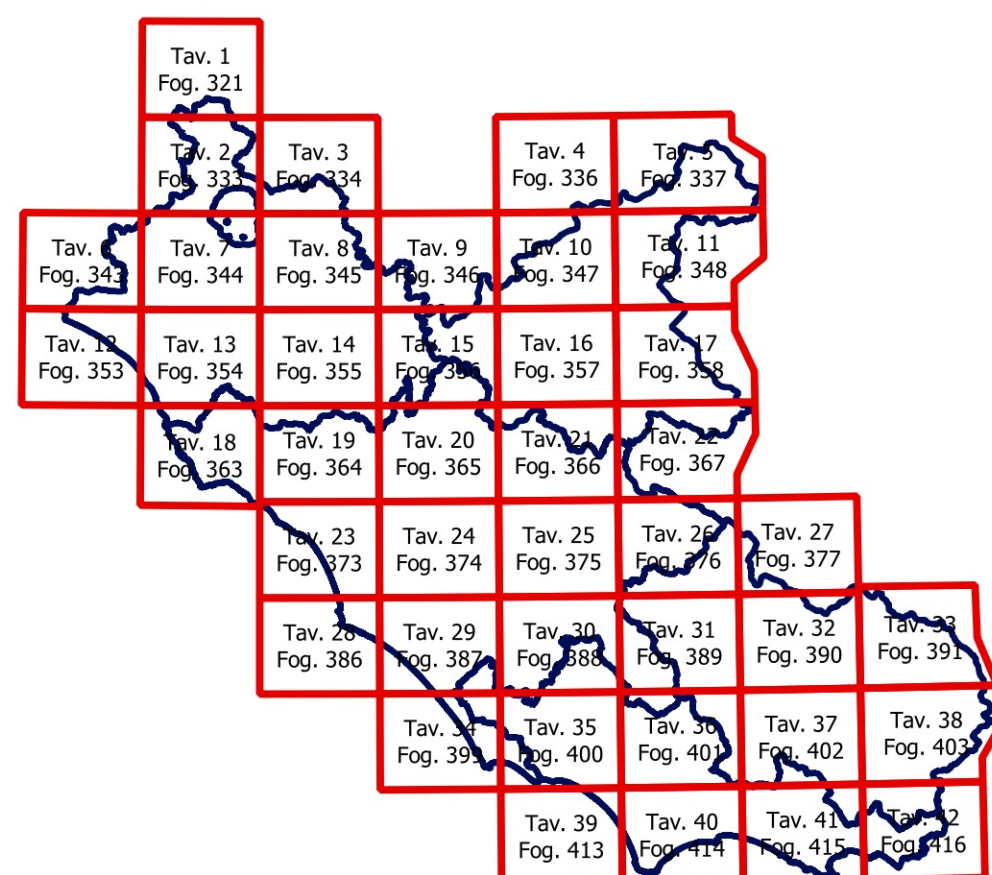 Tav. 1
Fog. 321
Tav. 2
Fog. 333
Tav. 3
Fog. 334
Tav. 4
Fog. 336
Tav. 5
Fog. 337
Tav. 6
Fog. 343
Tav. 7
Fog. 344
Tav. 8
Fog. 345
Tav. 9
Fog. 346
Tav. 10
Fog. 347
Tav. 11
Fog. 348
Tav. 12
Fog. 353
Tav. 13
Fog. 354
Tav. 14
Fog. 355
Tav. 15
Fog. 356
Tav. 16
Fog. 357
Tav. 17
Fog. 358
Tav. 18
Fog. 363
Tav. 19
Fog. 364
Tav. 20
Fog. 365
Tav. 21
Fog. 366
Tav. 22
Fog. 367
Tav. 23
Fog. 373
Tav. 24
Fog. 374
Tav. 25
Fog. 375
Tav. 26
Fog. 376
Tav. 27
Fog. 377
Tav. 28
Fog. 386
Tav. 29
Fog. 387
Tav. 30
Fog. 388
Tav. 31
Fog. 389
Tav. 32
Fog. 390
Tav. 33
Fog. 391
Tav. 34
Fog. 399
Tav. 35
Fog. 400
Tav. 36
Fog. 401
Tav. 37
Fog. 402
Tav. 38
Fog. 403
Tav. 39
Fog. 413
Tav. 40
Fog. 414
Tav. 41
Fog. 415
Tav. 42
Fog. 416